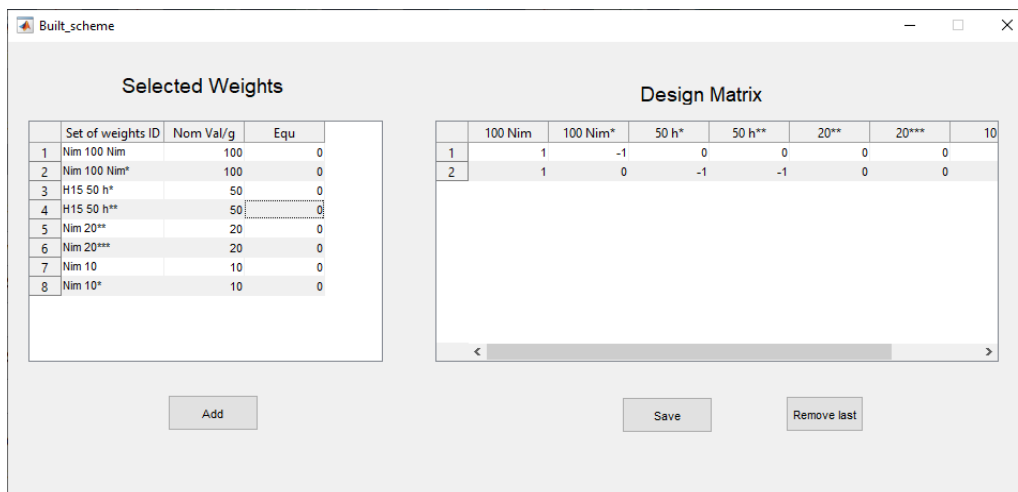 Built_scheme
Selected Weights
Set of weights ID Nom Val/g Equ
1 Nim 100 Nim 100 0
2 Nim 100 Nim* 100 0
3 H15 50 h* 50 0
4 H15 50 h** 50 0
5 Nim 20** 20 0
6 Nim 20*** 20 0
7 Nim 10 10 0
8 Nim 10* 10 0
Add
Design Matrix
100 Nim 100 Nim* 50 h* 50 h** 20** 20*** 10
1 1 -1 0 0 0 0
2 1 0 -1 -1 0 0
Save Remove last